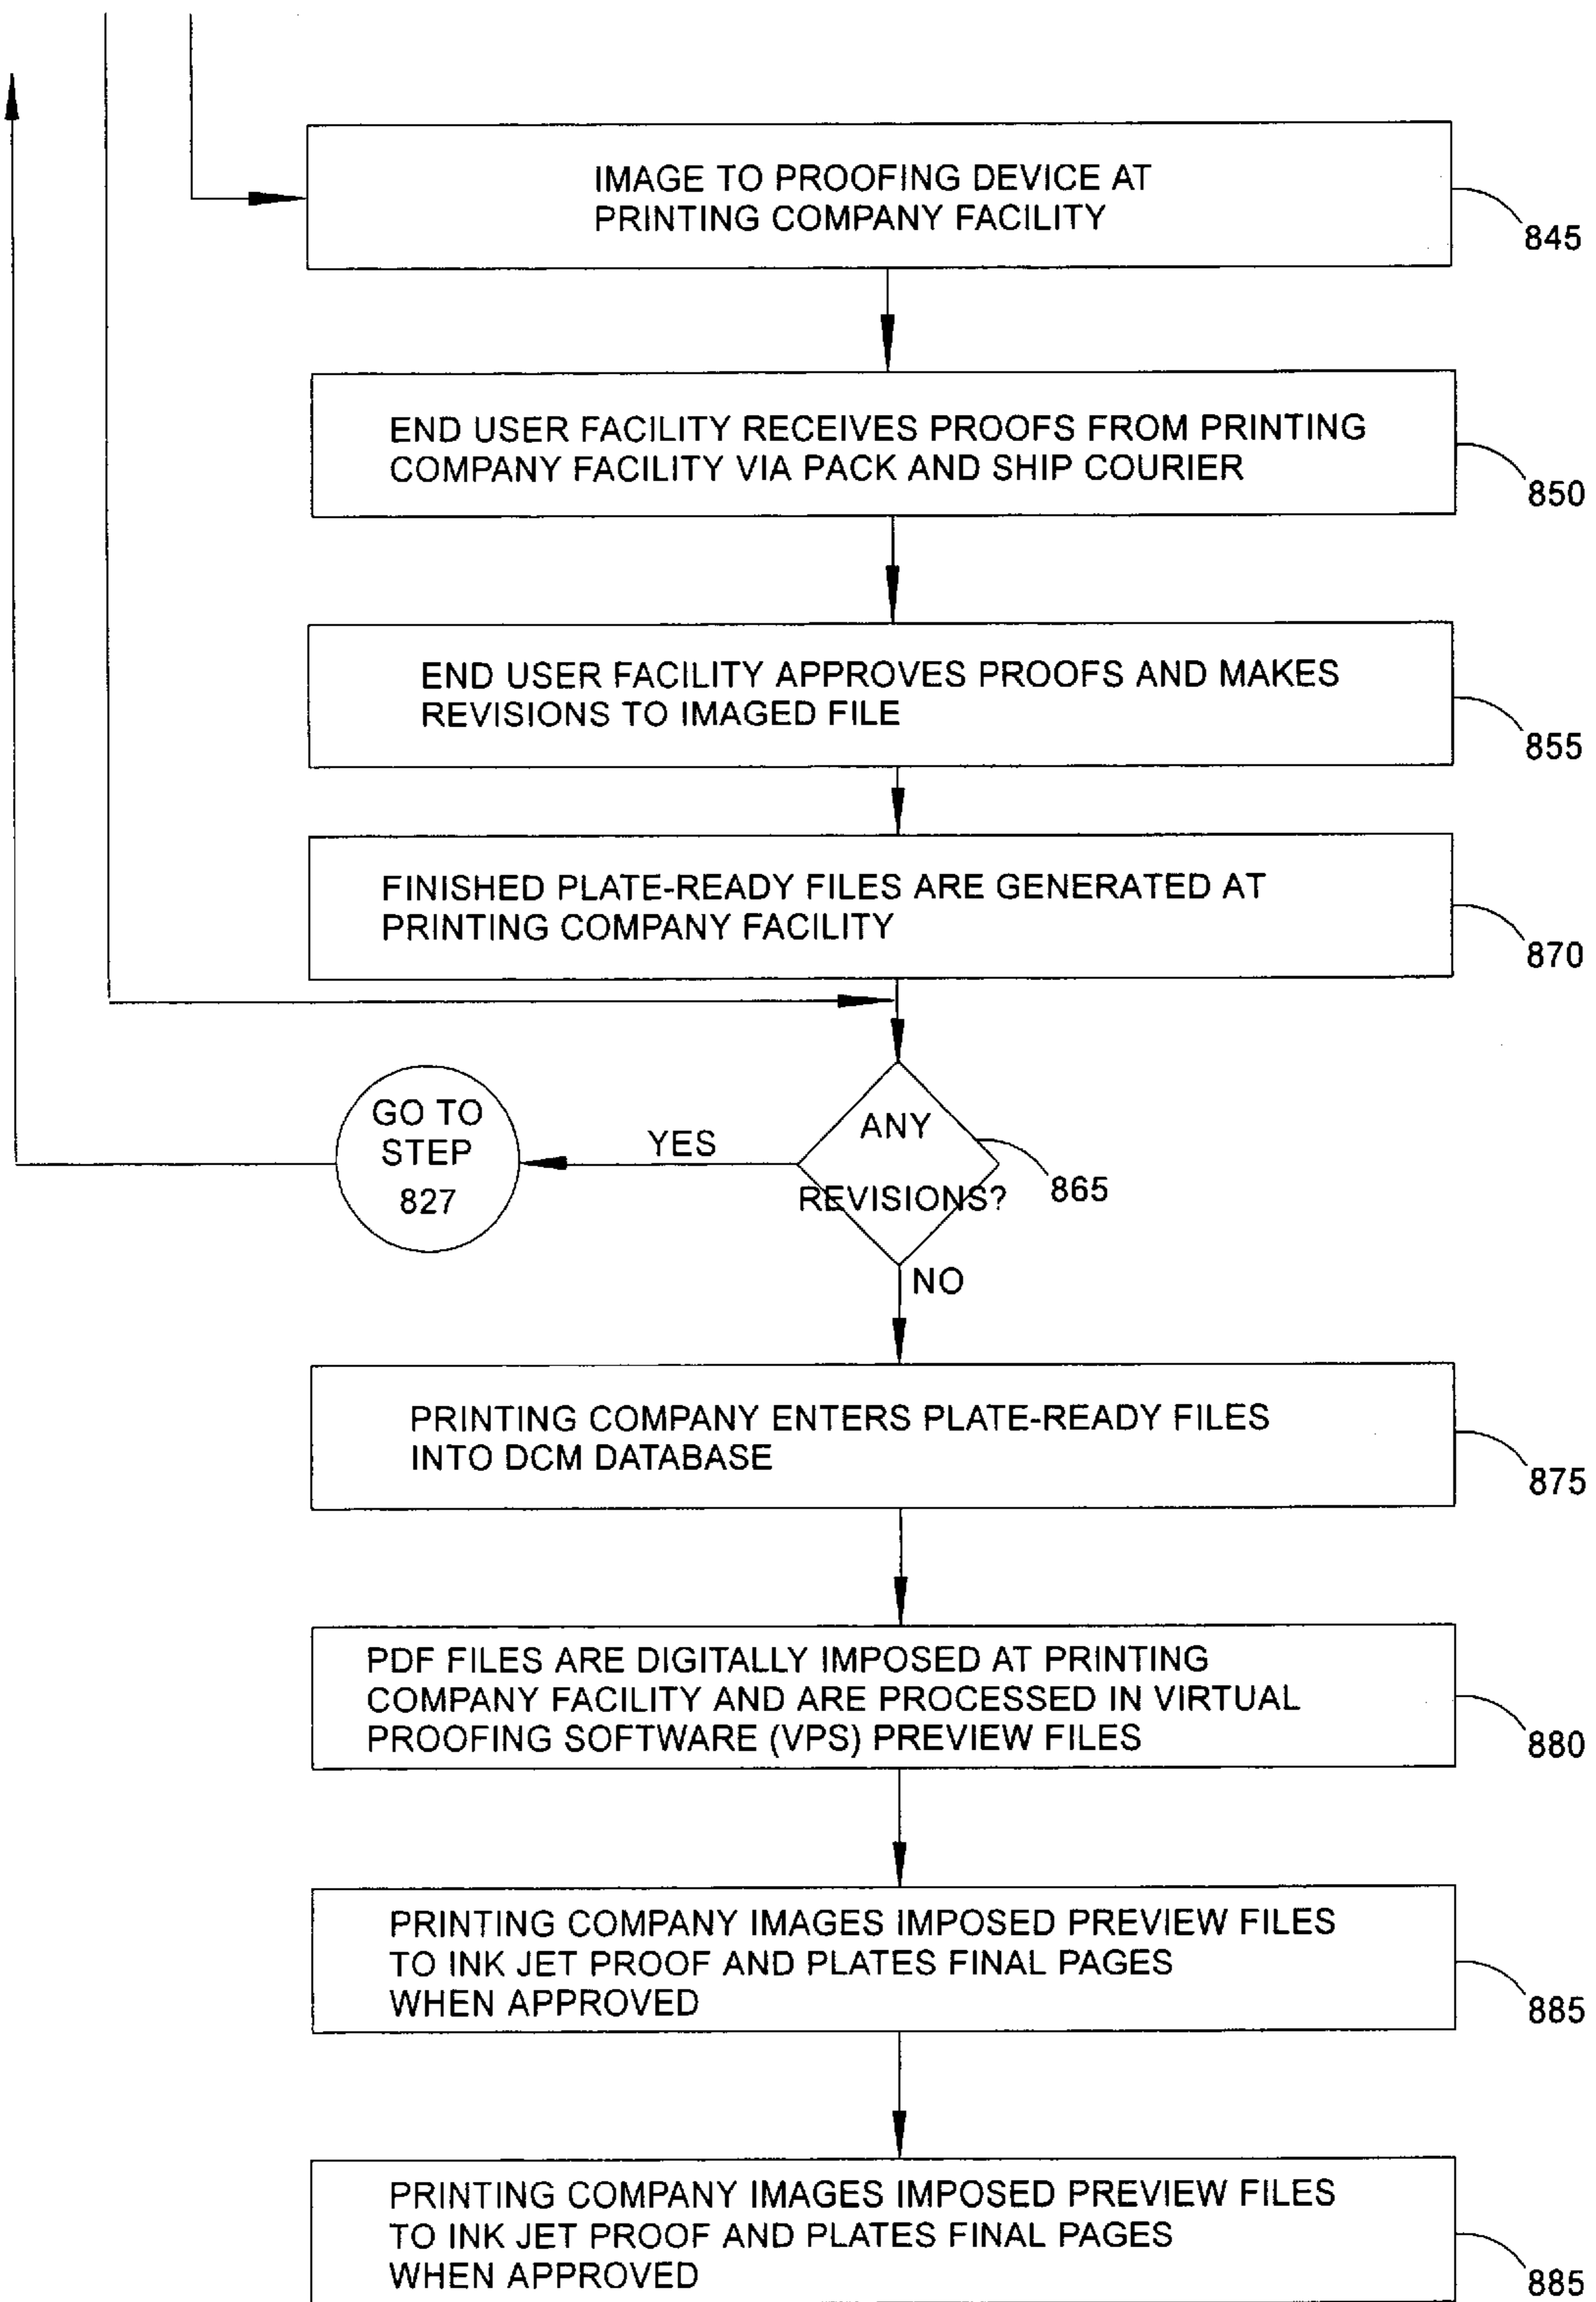 IMAGE TO PROOFING DEVICE AT
PRINTING COMPANY FACILITY
845
END USER FACILITY RECEIVES PROOFS FROM PRINTING
COMPANY FACILITY VIA PACK AND SHIP COURIER
850
END USER FACILITY APPROVES PROOFS AND MAKES
REVISIONS TO IMAGED FILE
855
FINISHED PLATE-READY FILES ARE GENERATED AT
PRINTING COMPANY FACILITY
870
GO TO
STEP
827
YES
ANY
REVISIONS?
865
NO
PRINTING COMPANY ENTERS PLATE-READY FILES
INTO DCM DATABASE
875
PDF FILES ARE DIGITALLY IMPOSED AT PRINTING
COMPANY FACILITY AND ARE PROCESSED IN VIRTUAL
PROOFING SOFTWARE (VPS) PREVIEW FILES
880
PRINTING COMPANY IMAGES IMPOSED PREVIEW FILES
TO INK JET PROOF AND PLATES FINAL PAGES
WHEN APPROVED
885
PRINTING COMPANY IMAGES IMPOSED PREVIEW FILES
TO INK JET PROOF AND PLATES FINAL PAGES
WHEN APPROVED
885